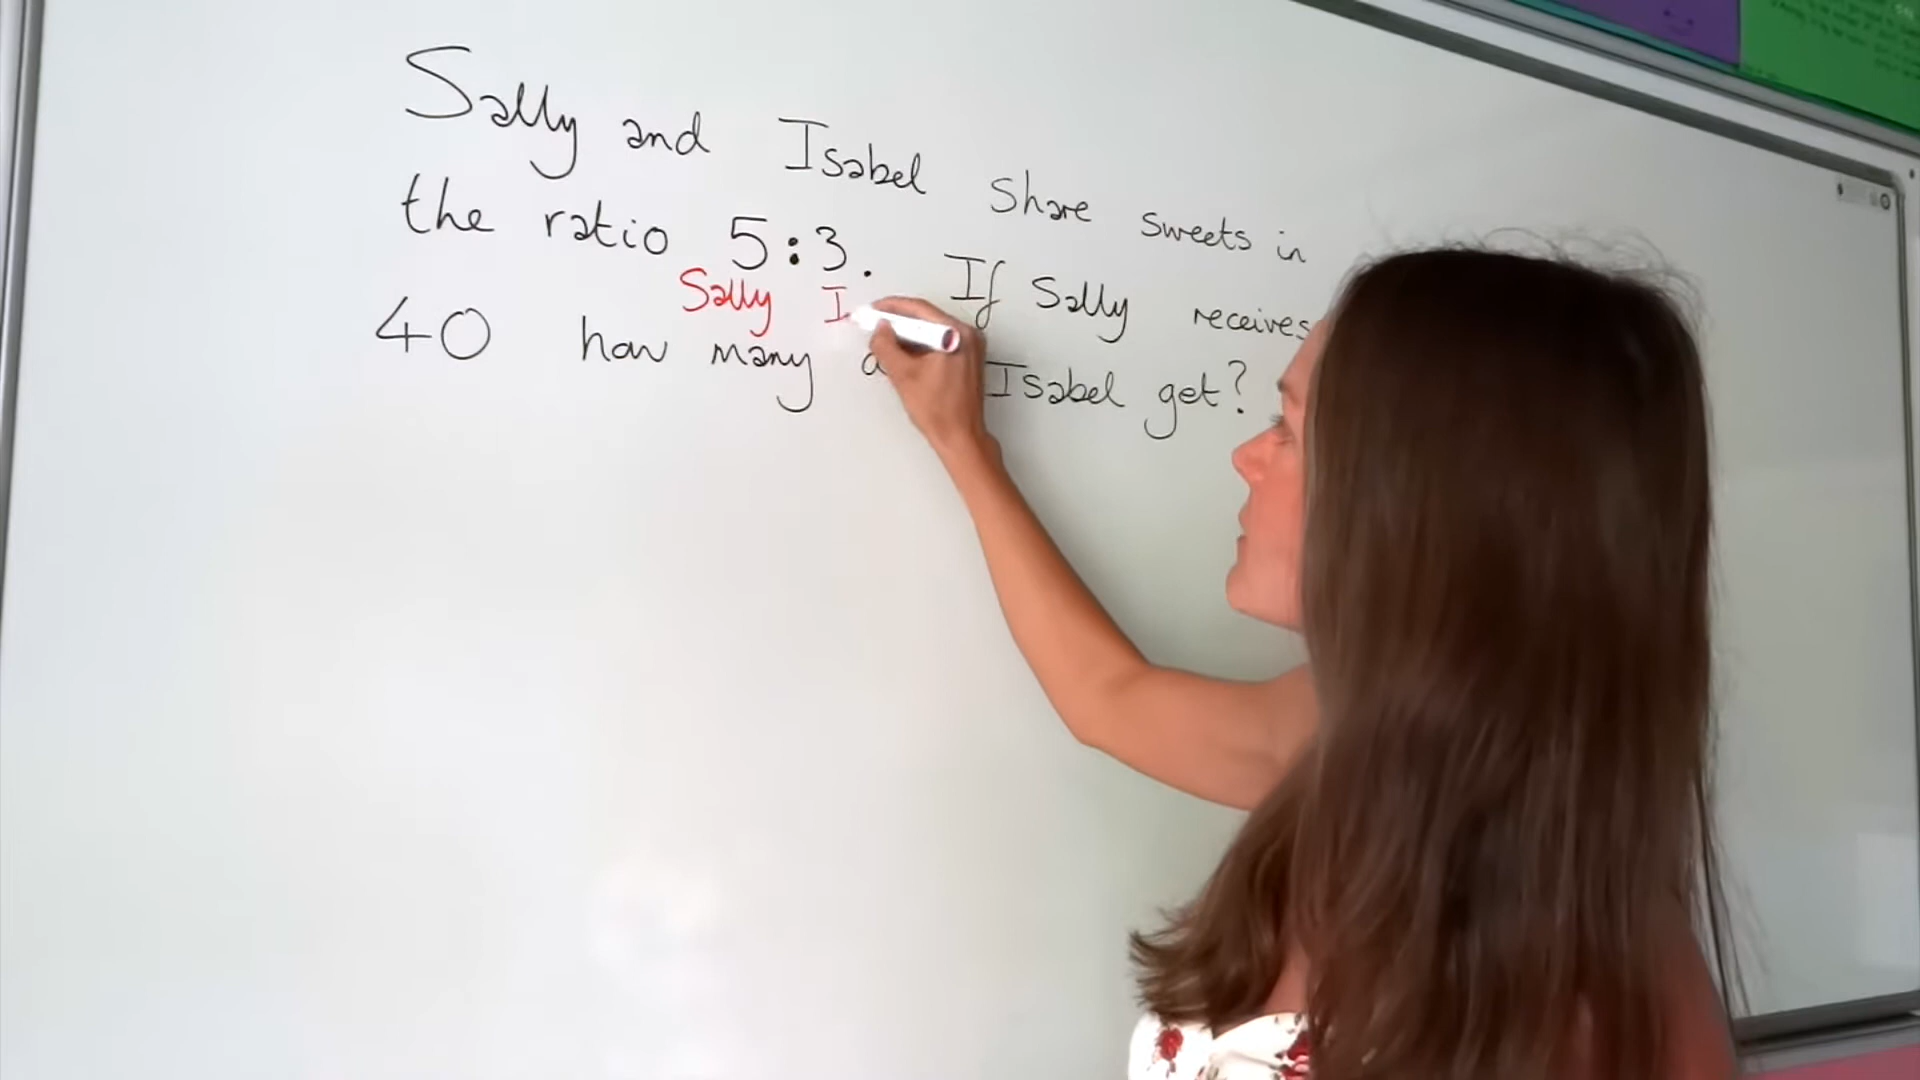 Sally and Isabel share sweets in
the ratio 5:3. If Sally receives
Sally I
40 how many Isabel get?